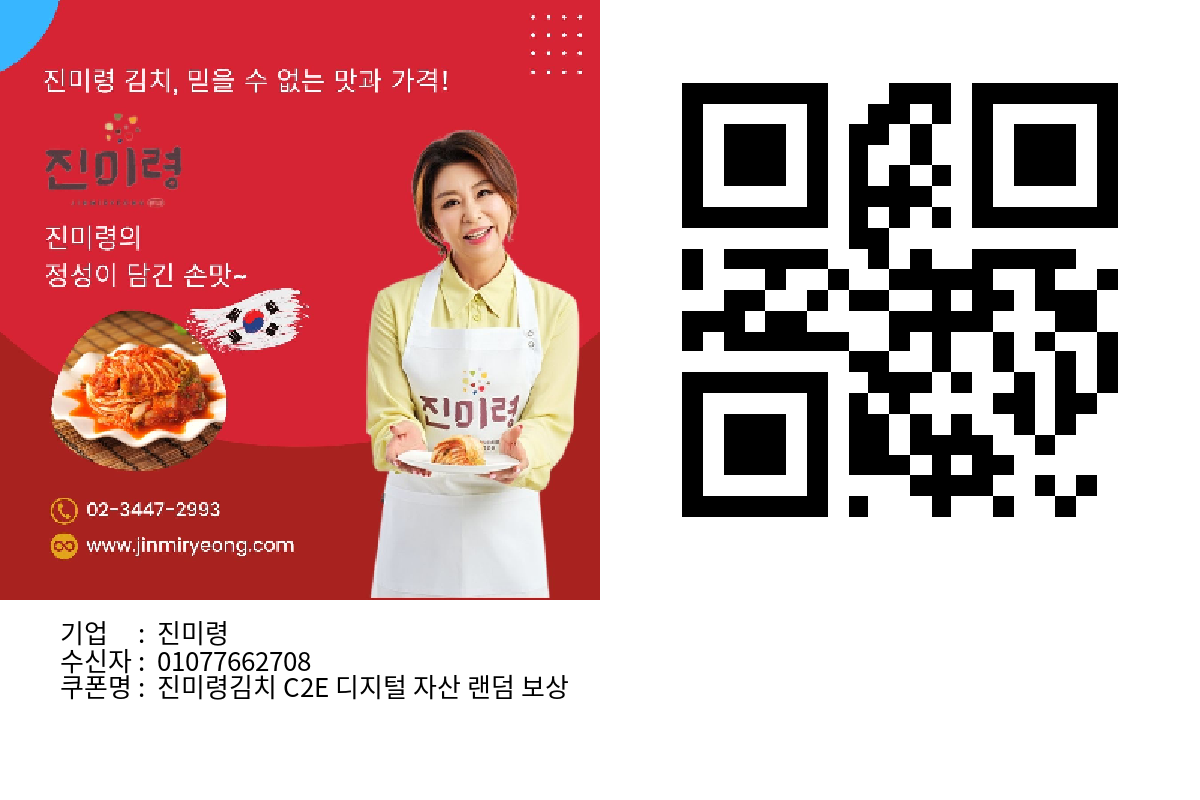 진미령 김치, 믿을 수 없는 맛과 가격!
진미령
진미령의
정성이 담긴 손맛~
진미령
02-3447-2993
www.jinmiryeong.com
기업 : 진미령
수신자 : 01077662708
쿠폰명 : 진미령김치 C2E 디지털 자산 랜덤 보상